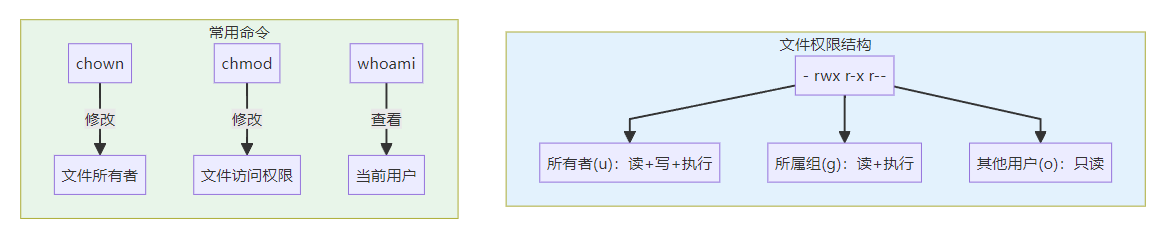 常用命令
chown
chmod
whoami
修改
修改
查看
文件所有者
文件访问权限
当前用户
文件权限结构
- rwx r-x r--
所有者(u)：读+写+执行
所属组(g)：读+执行
其他用户(o)：只读